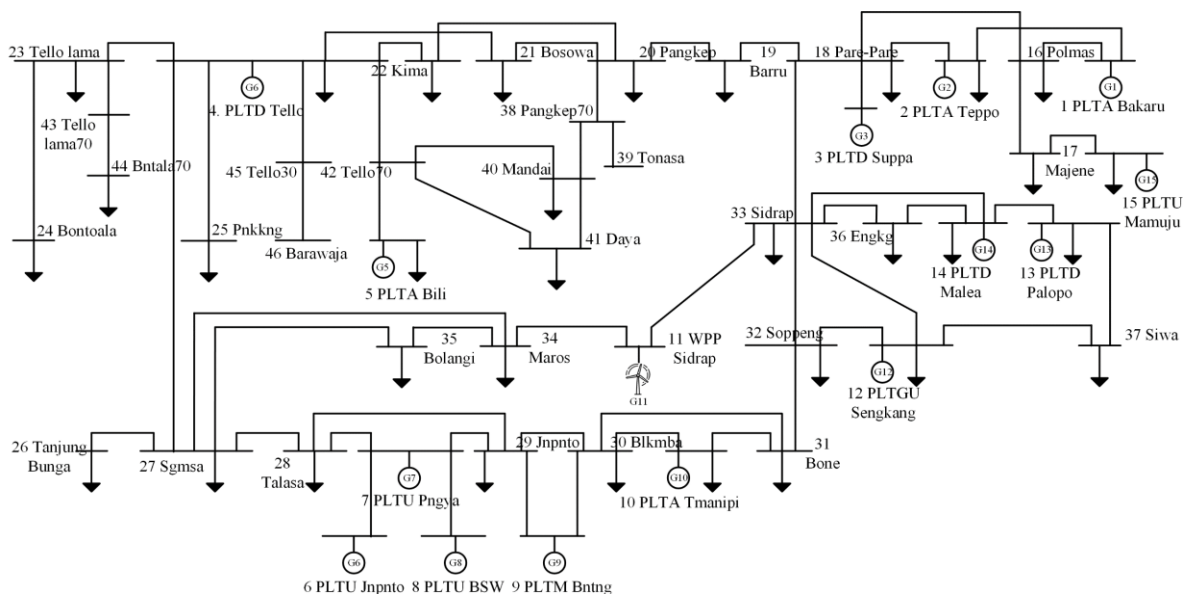 23 Tello lama
21 Bosowa
20 Pangkep
19
Barru
18 Pare-Pare
16 Polmas
22 Kima
G6
4. PLTD Tello
G2
2 PLTA Teppo
G1
1 PLTA Bakaru
43 Tello
lama70
38 Pangkep70
G3
3 PLTD Suppa
44 Bntala70
45 Tello30
42 Tello70
40 Mandai
39 Tonasa
17
Majene
G15
15 PLTU
Mamuju
24 Bontoala
25 Pnkkng
46 Barawaja
G5
5 PLTA Bili
41 Daya
33 Sidrap
36 Engkg
G14
14 PLTD
Malea
G13
13 PLTD
Palopo
35
Bolangi
34
Maros
11 WPP
Sidrap
G11
32 Soppeng
G12
12 PLTGU
Sengkang
37 Siwa
26 Tanjung
Bunga
27 Sgmsa
28
Talasa
29 Jnpnto
30 Blkmba
31
Bone
G7
7 PLTU Pngya
G10
10 PLTA Tmanipi
G6
6 PLTU Jnpnto
G8
8 PLTU BSW
G9
9 PLTM Bntng